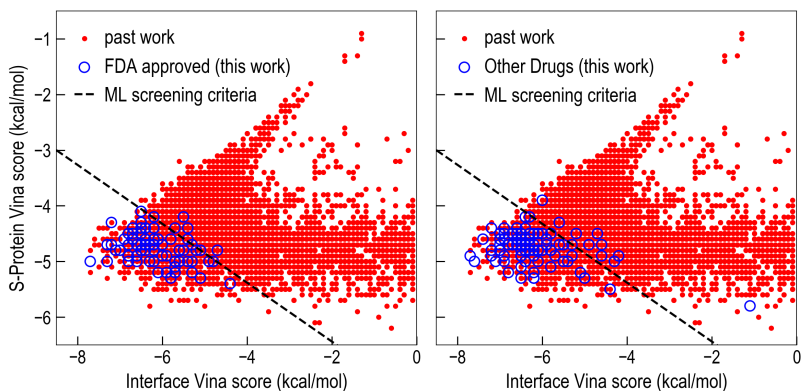 past work
FDA approved (this work)
ML screening criteria
S-Protein Vina score (kcal/mol)
−1
−2
−3
−4
−5
−6
−8
−6
−4
−2
0
Interface Vina score (kcal/mol)
past work
Other Drugs (this work)
ML screening criteria
−8
−6
−4
−2
0
Interface Vina score (kcal/mol)